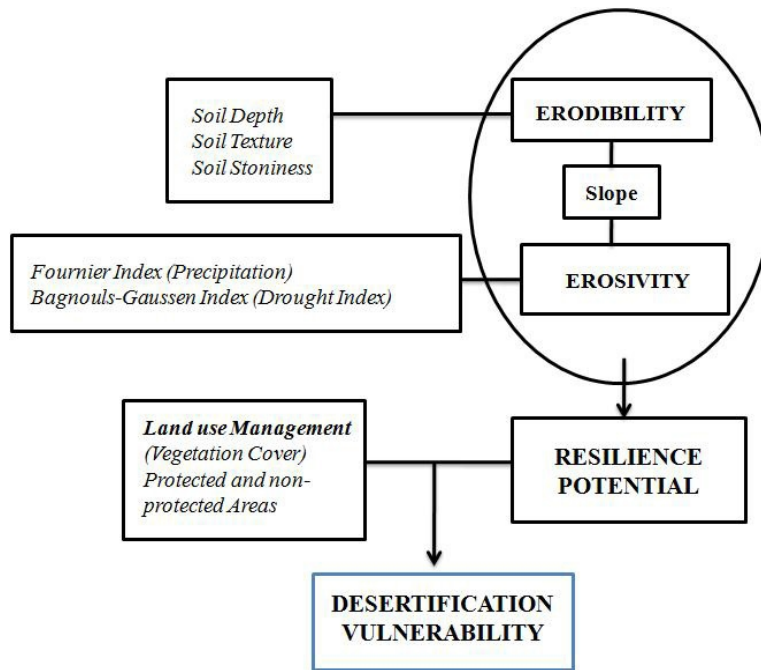 Soil Depth
Soil Texture
Soil Stoniness
ERODIBILITY
Slope
Fournier Index (Precipitation)
Bagnouls-Gaussen Index (Drought Index)
EROSIVITY
Land use Management
(Vegetation Cover)
Protected and non-
protected Areas
RESILIENCE
POTENTIAL
DESERTIFICATION
VULNERABILITY